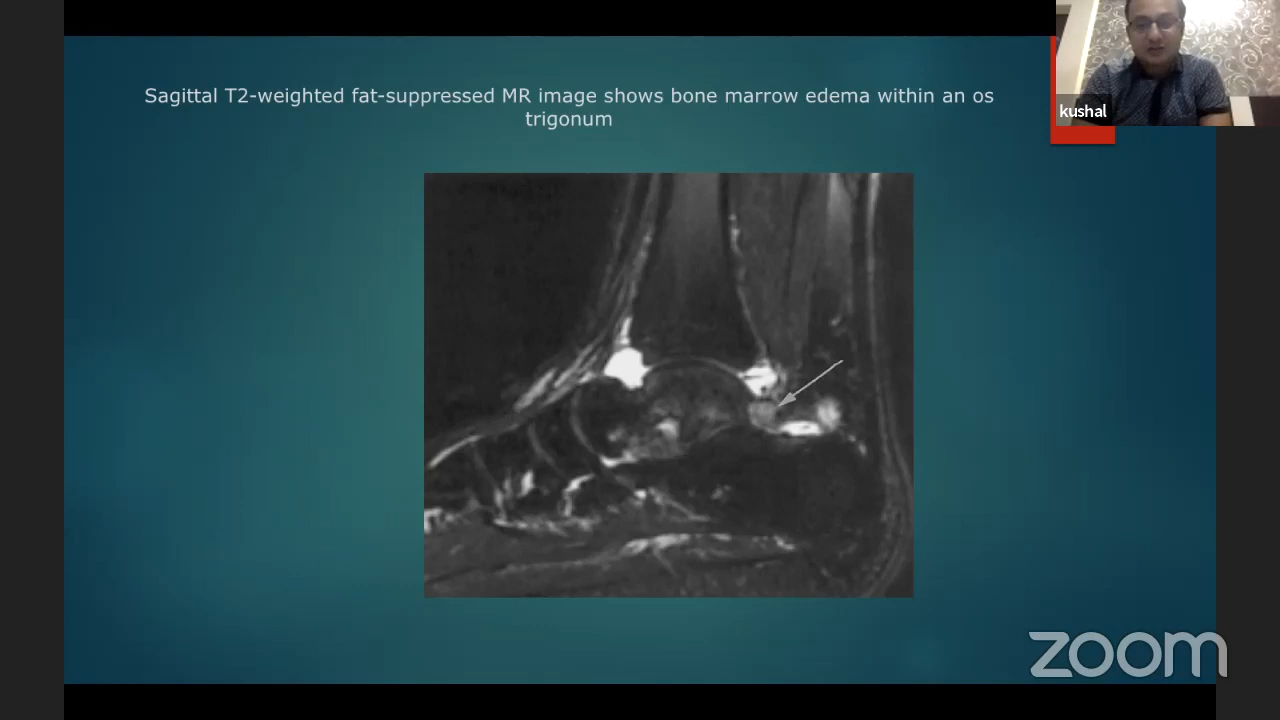 Sagittal T2-weighted fat-suppressed MR image shows bone marrow edema within an os
trigonum
kushal
zoom